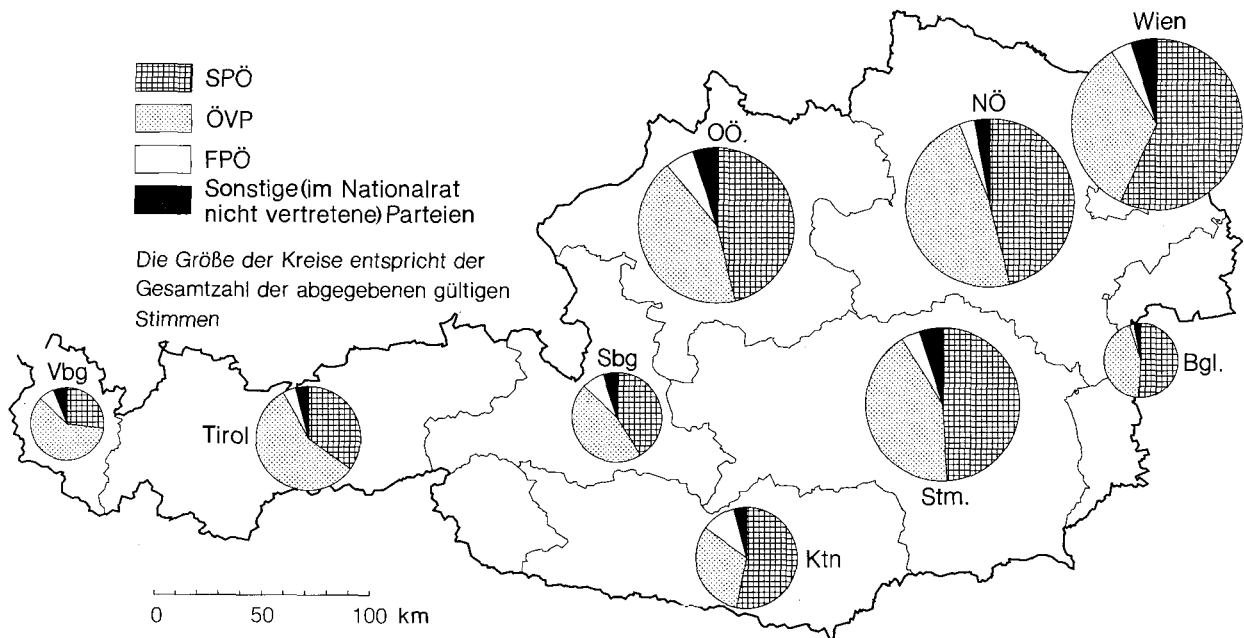 SPÖ
ÖVP
FPÖ
Sonstige (im Nationalrat
nicht vertretene) Parteien
Die Größe der Kreise entspricht der
Gesamtzahl der abgegebenen gültigen
Stimmen
Wien
NÖ
OÖ.
Bgl.
Sbg
Vbg
Tirol
Stm.
Ktn
0 50 100 km